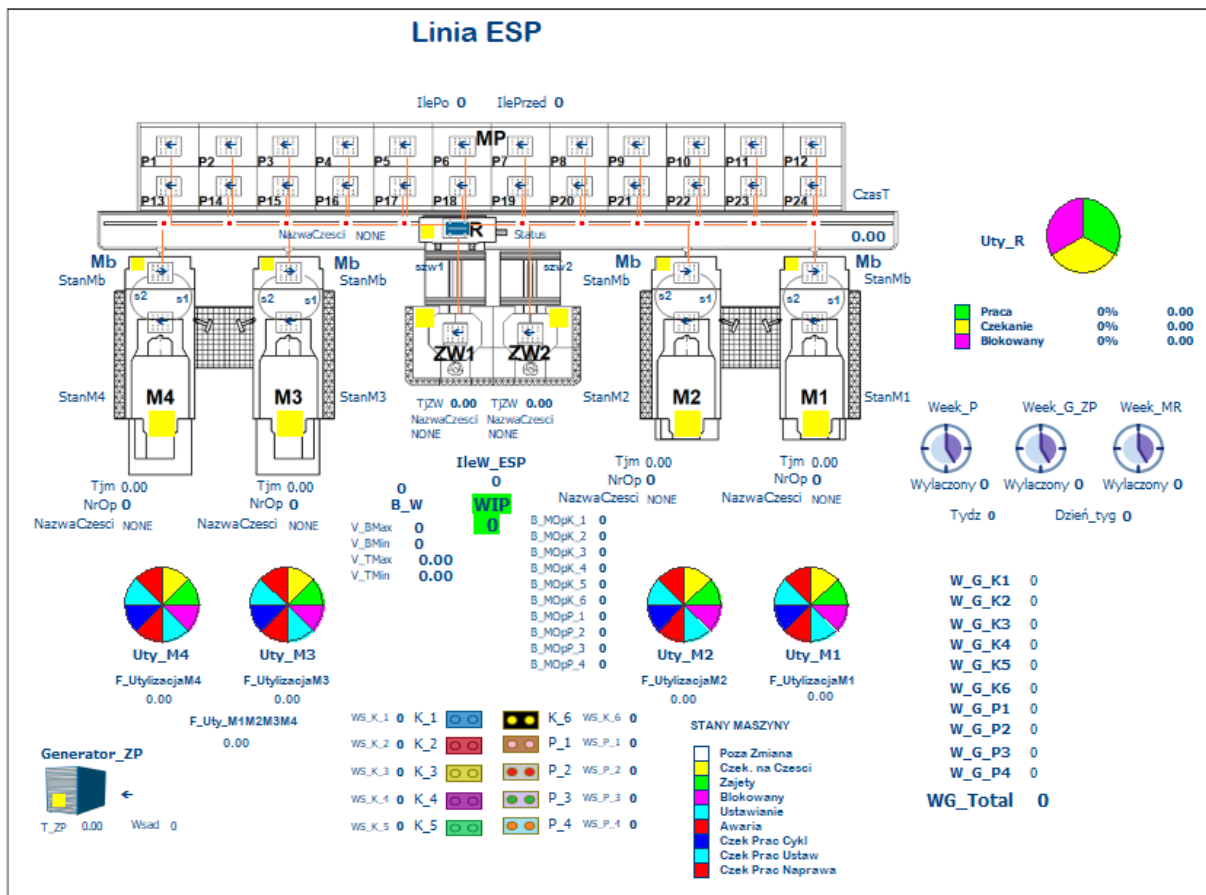 Linia ESP
IlePo 0 IlePrzed 0
MP
P1 P2 P3 P4 P5 P6 P7 P8 P9 P10 P11 P12
P13 P14 P15 P16 P17 P18 P19 P20 P21 P22 P23 P24
CzasT
NazwaCzesci NONE R Status 0.00
Uty_R
Mb Mb szw1 szw2 Mb Mb
StanMb StanMb StanMb StanMb
s2 s1 s2 s1 s2 s1 s2 s1
Praca 0% 0.00
Czekanie 0% 0.00
Blokowany 0% 0.00
ZW1 ZW2
StanM4 M4 M3 StanM3 StanM2 M2 M1 StanM1
TjZW 0.00 TjZW 0.00
NazwaCzesci NazwaCzesci
NONE NONE
Week_P Week_G_ZP Week_MR
Wylaczony 0 Wylaczony 0 Wylaczony 0
Tydz 0 Dzień_tyg 0
Tjm 0.00 Tjm 0.00 Tjm 0.00 Tjm 0.00
NrOp 0 NrOp 0 NrOp 0 NrOp 0
NazwaCzesci NONE NazwaCzesci NONE NazwaCzesci NONE NazwaCzesci NONE
IleW_ESP
0
0
B_W
WIP
0
V_BMax 0
V_BMin 0
V_TMax 0.00
V_TMin 0.00
B_MOpK_1 0
B_MOpK_2 0
B_MOpK_3 0
B_MOpK_4 0
B_MOpK_5 0
B_MOpK_6 0
B_MOpP_1 0
B_MOpP_2 0
B_MOpP_3 0
B_MOpP_4 0
Uty_M4 Uty_M3 Uty_M2 Uty_M1
F_UtylizacjaM4 F_UtylizacjaM3 F_UtylizacjaM2 F_UtylizacjaM1
0.00 0.00 0.00 0.00
F_Uty_M1M2M3M4
0.00
W_G_K1 0
W_G_K2 0
W_G_K3 0
W_G_K4 0
W_G_K5 0
W_G_K6 0
W_G_P1 0
W_G_P2 0
W_G_P3 0
W_G_P4 0
WG_Total 0
Generator_ZP
T_ZP 0.00 Wsad 0
WS_K_1 0 K_1 K_6 WS_K_6 0
WS_K_2 0 K_2 P_1 WS_P_1 0
WS_K_3 0 K_3 P_2 WS_P_2 0
WS_K_4 0 K_4 P_3 WS_P_3 0
WS_K_5 0 K_5 P_4 WS_P_4 0
STANY MASZYNY
Poza Zmiana
Czek. na Czesci
Zajety
Blokowany
Ustawianie
Awaria
Czek Prac Cykl
Czek Prac Ustaw
Czek Prac Naprawa